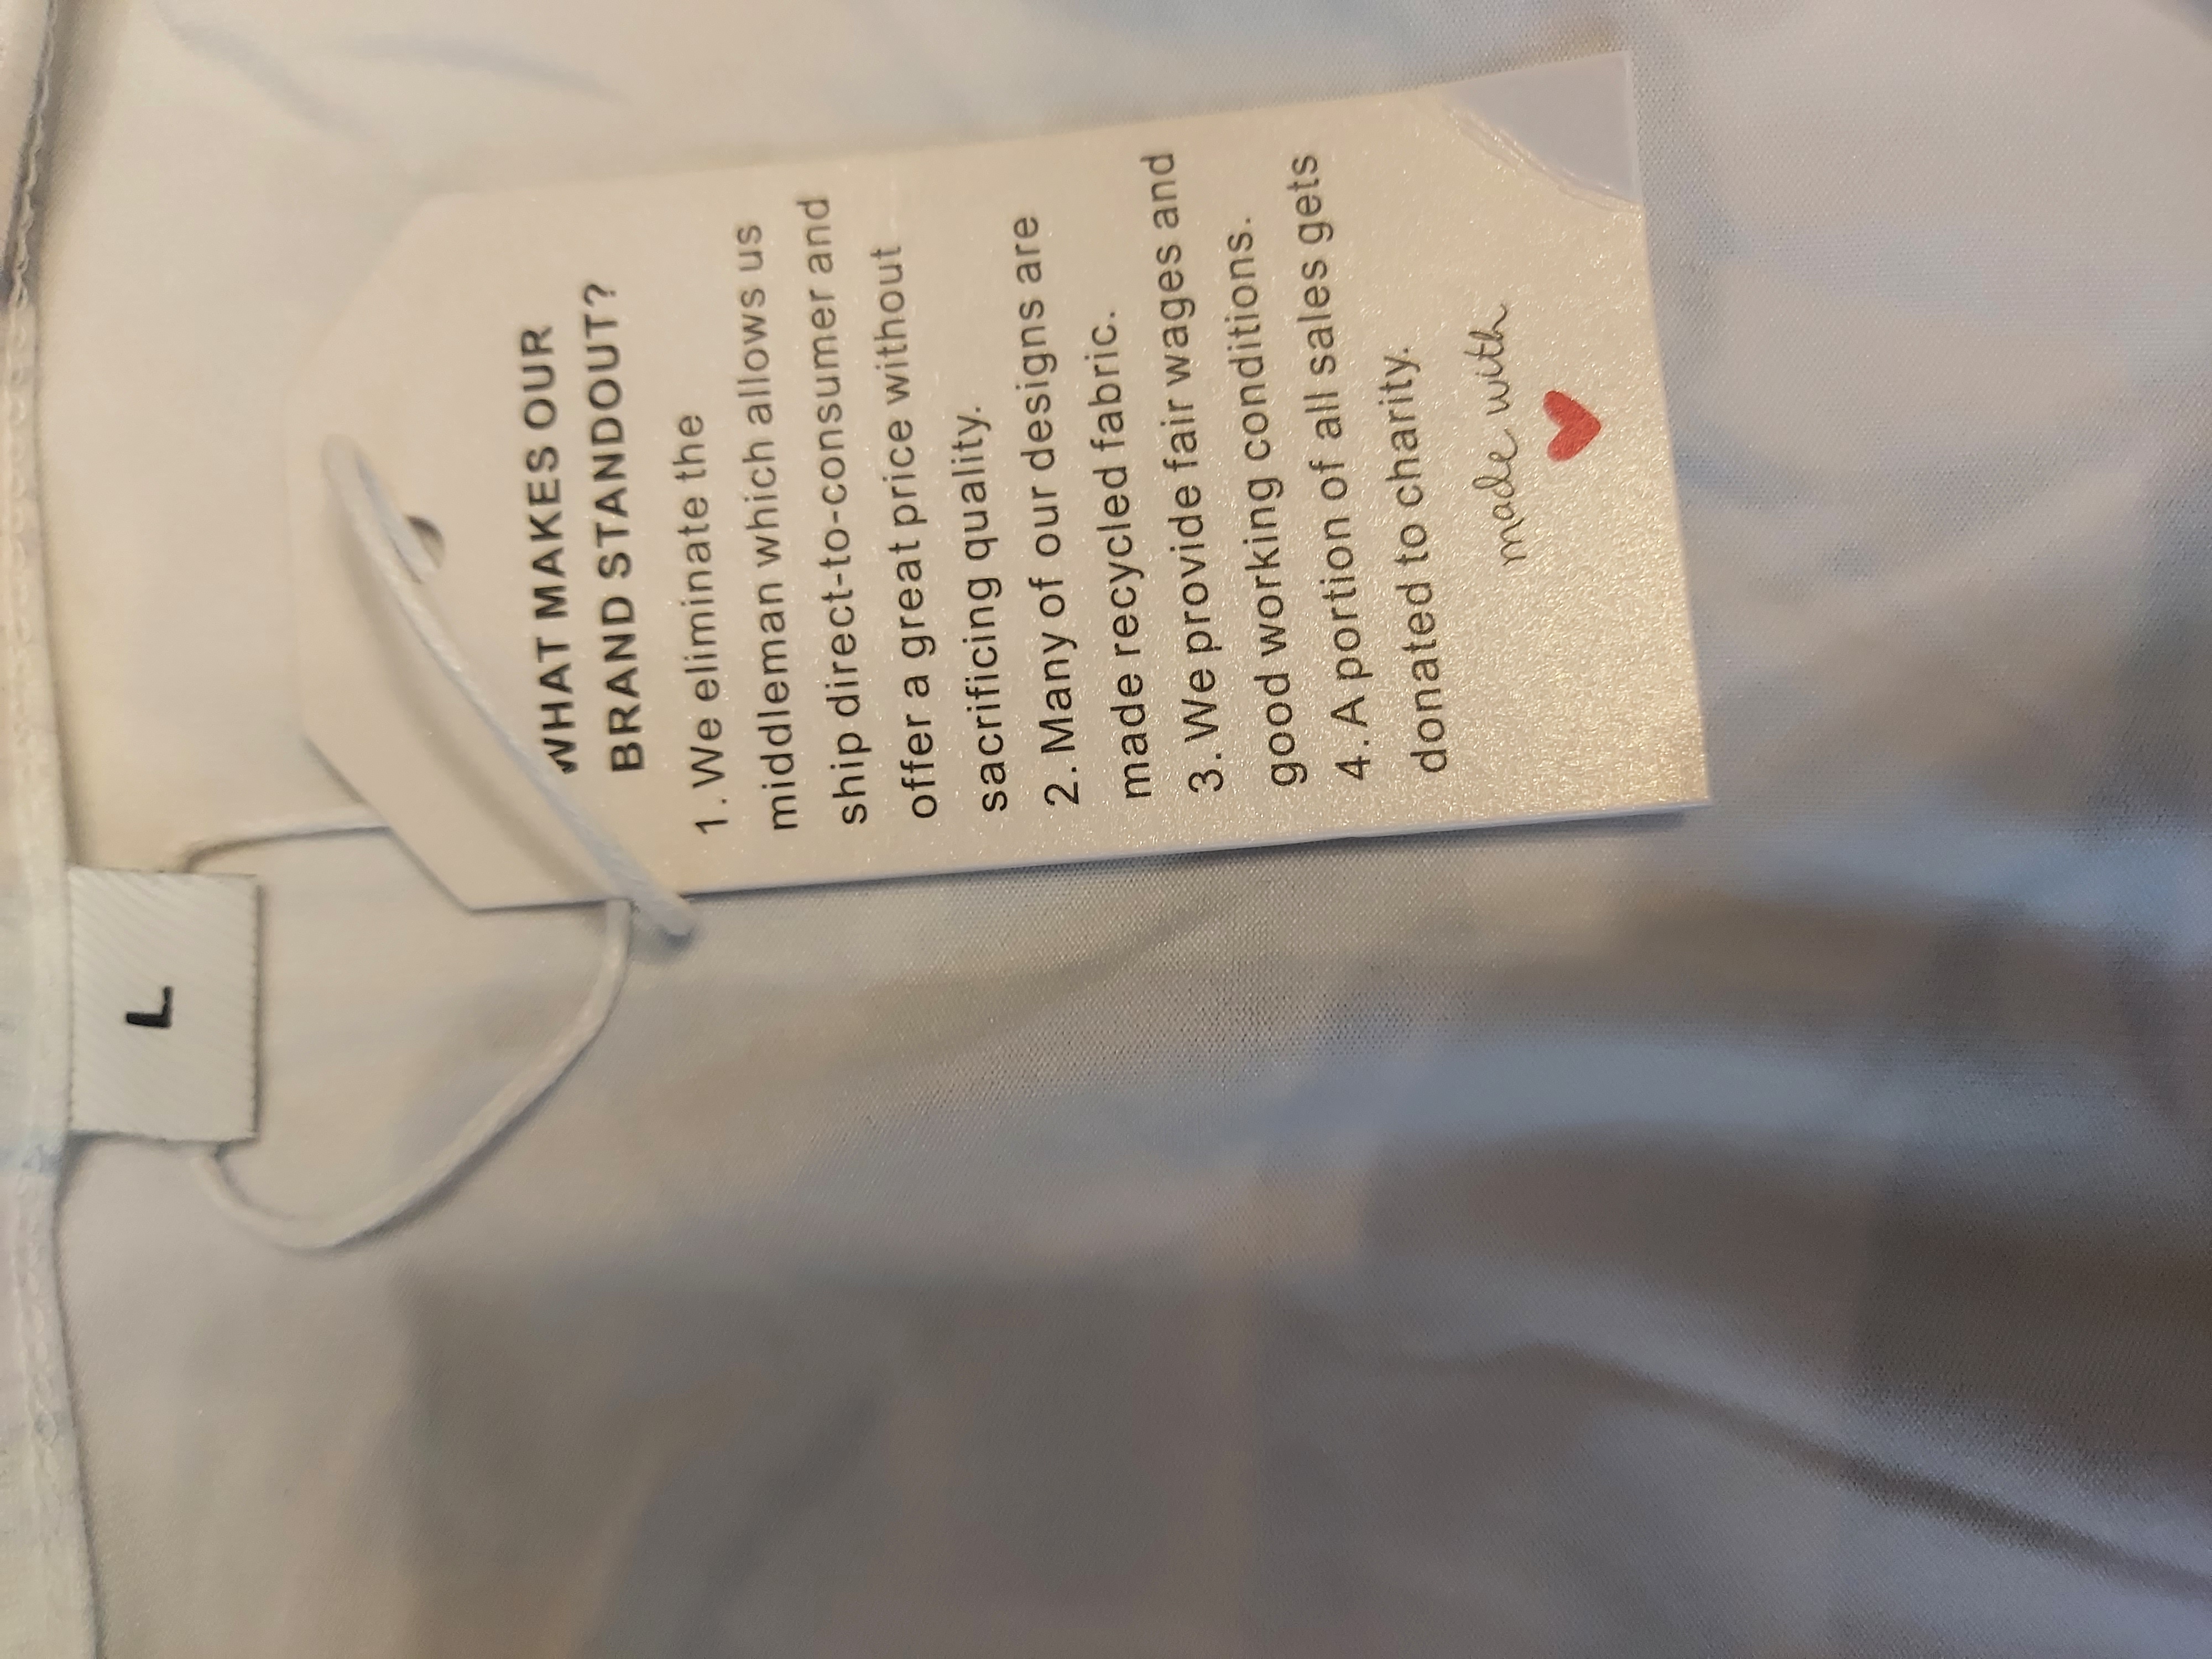 L
WHAT MAKES OUR
BRAND STANDOUT?
1. We eliminate the
middleman which allows us
ship direct-to-consumer and
offer a great price without
sacrificing quality.
2. Many of our designs are
made recycled fabric.
3. We provide fair wages and
good working conditions.
4. A portion of all sales gets
donated to charity.
made with